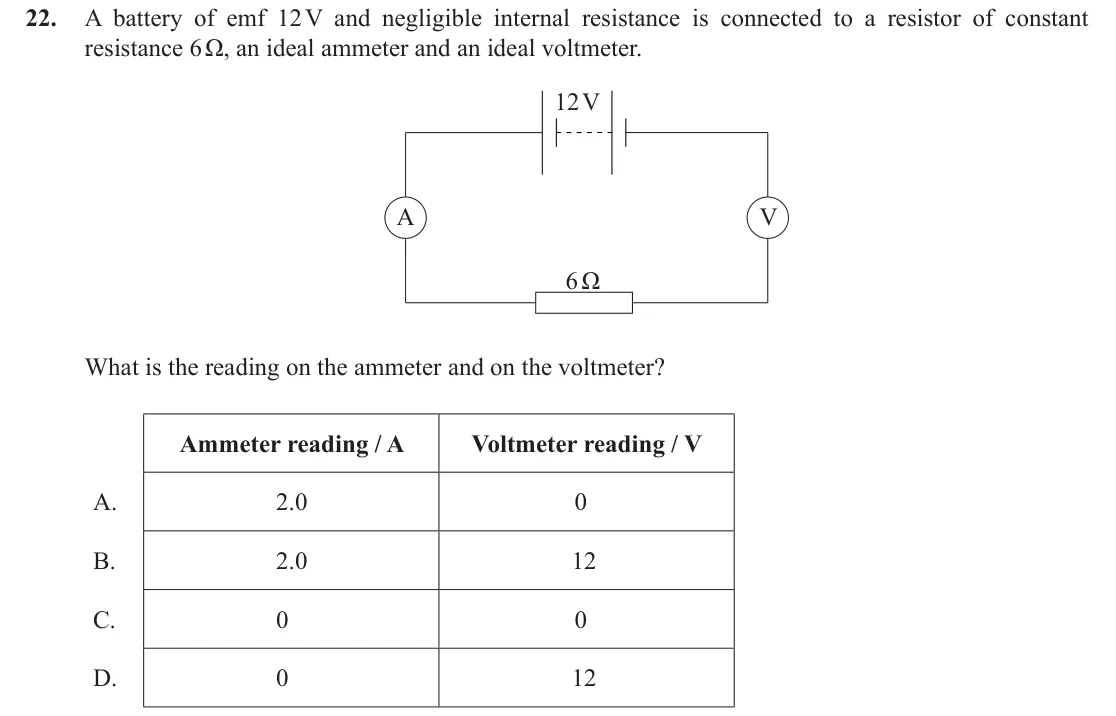 22. A battery of emf 12 V and negligible internal resistance is connected to a resistor of constant
resistance 6 Ω, an ideal ammeter and an ideal voltmeter.
12 V
A
V
6 Ω
What is the reading on the ammeter and on the voltmeter?
Ammeter reading / A Voltmeter reading / V
A. 2.0 0
B. 2.0 12
C. 0 0
D. 0 12